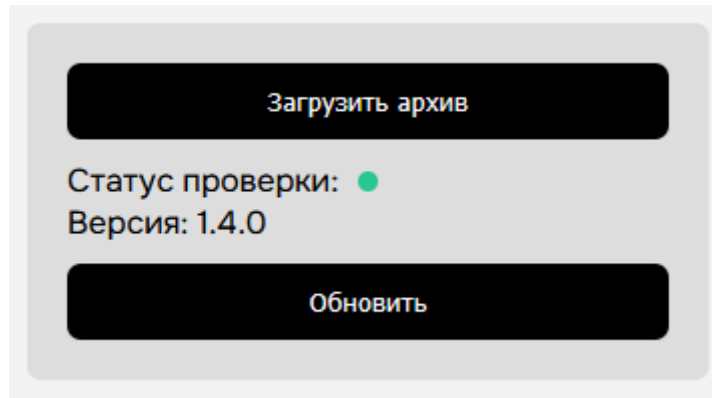 Загрузить архив
Статус проверки:
Версия: 1.4.0
Обновить